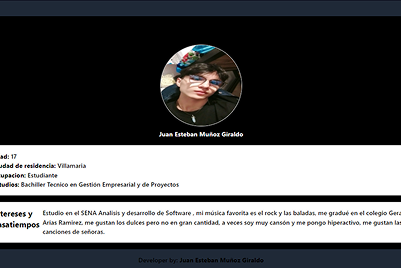 Juan Esteban Muñoz Giraldo
ad: 17
udad de residencia: Villamaria
upacion: Estudiante
tudios: Bachiller Tecnico en Gestión Empresarial y de Proyectos
tereses y
asatiempos
Estudio en el SENA Analisis y desarrollo de Software , mi música favorita es el rock y las baladas, me gradué en el colegio Gera
Arias Ramirez, me gustan los dulces pero no en gran cantidad, a veces soy muy cansón y me pongo hiperactivo, me gustan las
canciones de señoras.
Developer by: Juan Esteban Muñoz Giraldo